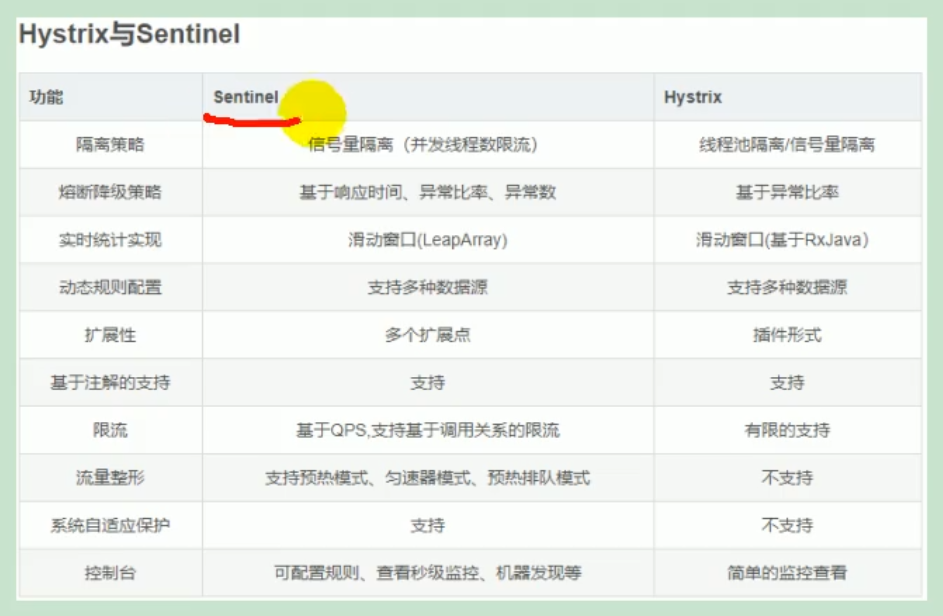 Hystrix与Sentinel
功能 Sentinel Hystrix
隔离策略 信号量隔离（并发线程数限流） 线程池隔离/信号量隔离
熔断降级策略 基于响应时间、异常比率、异常数 基于异常比率
实时统计实现 滑动窗口(LeapArray) 滑动窗口(基于RxJava）
动态规则配置 支持多种数据源 支持多种数据源
扩展性 多个扩展点 插件形式
基于注解的支持 支持 支持
限流 基于QPS,支持基于调用关系的限流 有限的支持
流量整形 支持预热模式、匀速器模式、预热排队模式 不支持
系统自适应保护 支持 不支持
控制台 可配置规则、查看秒级监控、机器发现等 简单的监控查看